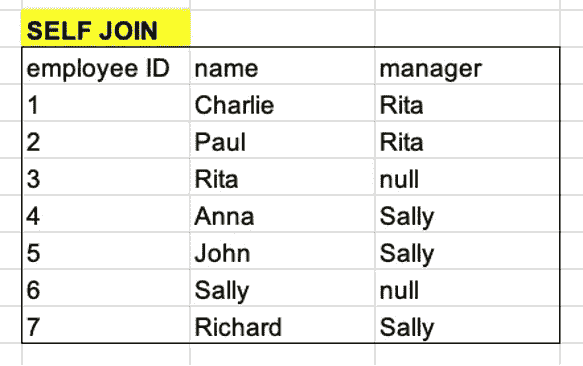 SELF JOIN
employee ID name manager
1 Charlie Rita
2 Paul Rita
3 Rita null
4 Anna Sally
5 John Sally
6 Sally null
7 Richard Sally